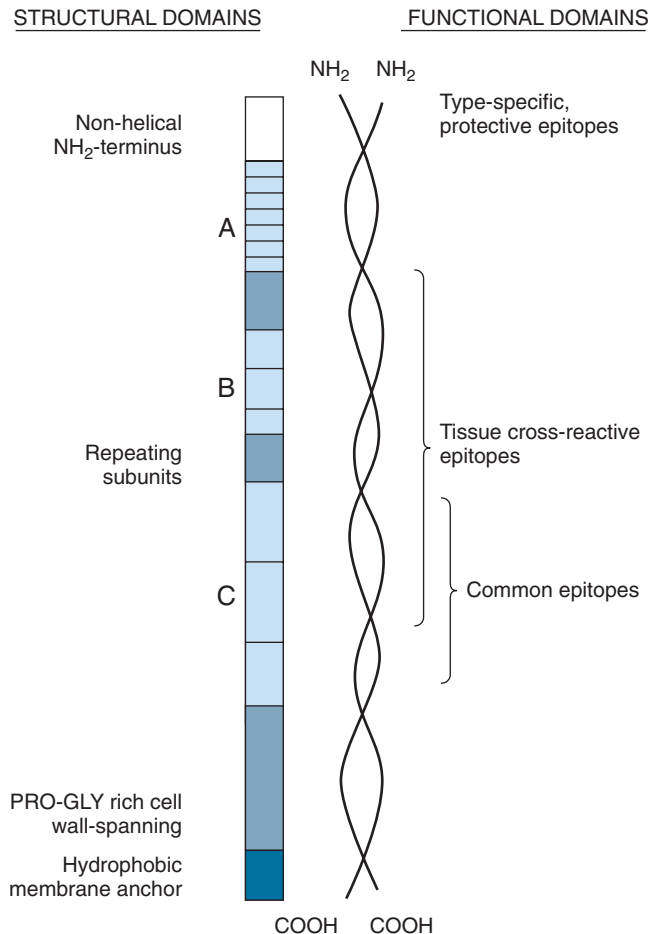 STRUCTURAL DOMAINS
FUNCTIONAL DOMAINS
NH₂ NH₂
Non-helical
NH₂-terminus
Type-specific,
protective epitopes
A
B
Repeating
subunits
Tissue cross-reactive
epitopes
C
Common epitopes
PRO-GLY rich cell
wall-spanning
Hydrophobic
membrane anchor
COOH COOH